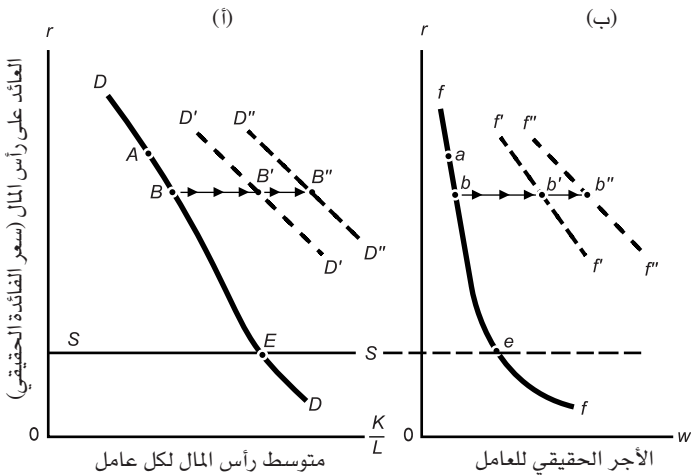 (أ)
(ب)
r
r
العائد على رأس المال (سعر الفائدة الحقيقي)
D
D'
D"
f
f'
f"
A
a
B
B'
B"
b
b'
b"
D'
D"
f'
f"
S
E
S
e
D
f
0
K
L
0
w
متوسط رأس المال لكل عامل
الأجر الحقيقي للعامل